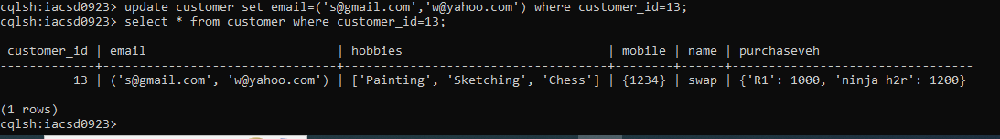 cqlsh:iacsd0923> update customer set email=('s@gmail.com','w@yahoo.com') where customer_id=13;
cqlsh:iacsd0923> select * from customer where customer_id=13;
 customer_id | email                          | hobbies                            | mobile | name | purchaseveh
-------------+--------------------------------+------------------------------------+--------+------+--------------------------------
          13 | ('s@gmail.com', 'w@yahoo.com') | ['Painting', 'Sketching', 'Chess'] | {1234} | swap | {'R1': 1000, 'ninja h2r': 1200}
(1 rows)
cqlsh:iacsd0923>